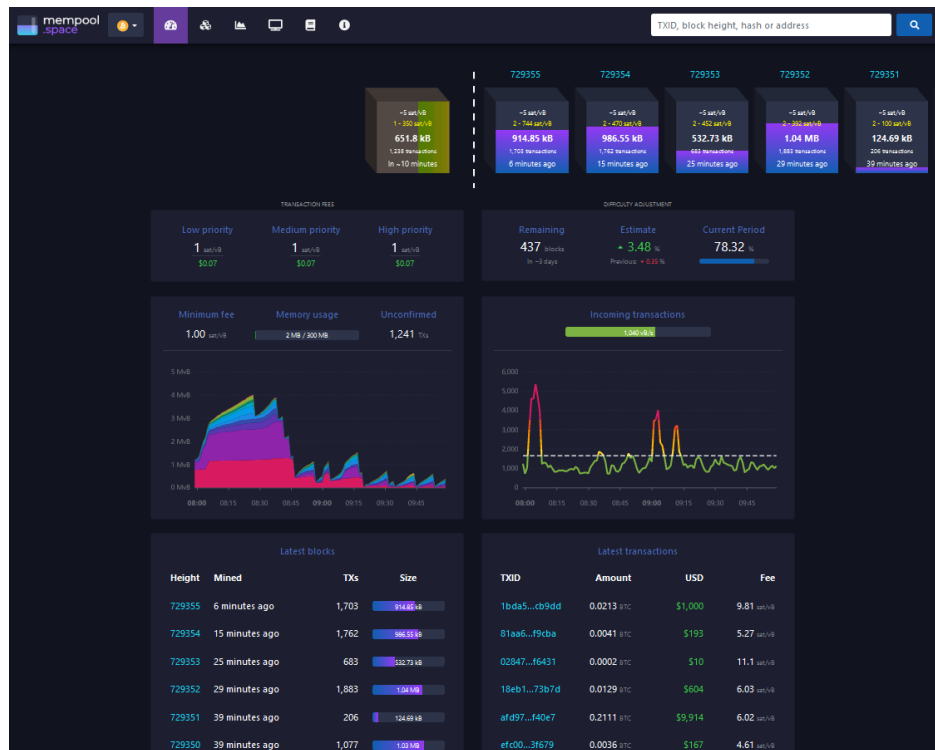 mempool
.space
TXID, block height, hash or address
729355 729354 729353 729352 729351
~5 sat/vB
1 - 350 sat/vB
651.8 kB
1,238 transactions
In ~10 minutes
~5 sat/vB
2 - 744 sat/vB
914.85 kB
1,703 transactions
6 minutes ago
~5 sat/vB
2 - 470 sat/vB
986.55 kB
1,762 transactions
15 minutes ago
~5 sat/vB
2 - 452 sat/vB
532.73 kB
683 transactions
25 minutes ago
~5 sat/vB
2 - 392 sat/vB
1.04 MB
1,883 transactions
29 minutes ago
~5 sat/vB
2 - 100 sat/vB
124.69 kB
206 transactions
39 minutes ago
TRANSACTION FEES
Low priority Medium priority High priority
1 sat/vB 1 sat/vB 1 sat/vB
$0.07 $0.07 $0.07
DIFFICULTY ADJUSTMENT
Remaining Estimate Current Period
437 blocks 3.48 % 78.32 %
In ~3 days Previous: 0.35 %
Minimum fee Memory usage Unconfirmed
1.00 sat/vB 2 MB / 300 MB 1,241 TXs
5 MvB
4 MvB
3 MvB
2 MvB
1 MvB
0 MvB
08:00 08:15 08:30 08:45 09:00 09:15 09:30 09:45
Incoming transactions
1,040 vB/s
6,000
5,000
4,000
3,000
2,000
1,000
0
08:00 08:15 08:30 08:45 09:00 09:15 09:30 09:45
Latest blocks
Height Mined TXs Size
729355 6 minutes ago 1,703 914.85 kB
729354 15 minutes ago 1,762 986.55 kB
729353 25 minutes ago 683 532.73 kB
729352 29 minutes ago 1,883 1.04 MB
729351 39 minutes ago 206 124.69 kB
729350 39 minutes ago 1,077 1.03 MB
Latest transactions
TXID Amount USD Fee
1bda5...cb9dd 0.0213 BTC $1,000 9.81 sat/vB
81aa6...f9cba 0.0041 BTC $193 5.27 sat/vB
02847...f6431 0.0002 BTC $10 11.1 sat/vB
18eb1...73b7d 0.0129 BTC $604 6.03 sat/vB
afd97...f40e7 0.2111 BTC $9,914 6.02 sat/vB
efc00...3f679 0.0036 BTC $167 4.61 sat/vB